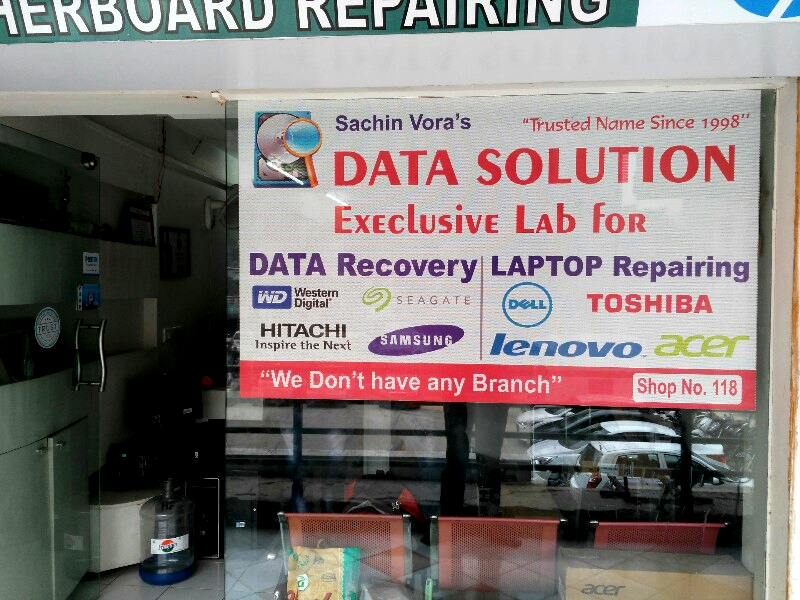 HERBOARD REPAIRING
Sachin Vora's
"Trusted Name Since 1998"
DATA SOLUTION
Execlusive Lab for
DATA Recovery
LAPTOP Repairing
WD Western Digital
SEAGATE
DELL
TOSHIBA
HITACHI
Inspire the Next
SAMSUNG
lenovo
acer
"We Don't have any Branch"
Shop No. 118
TRUST
acer